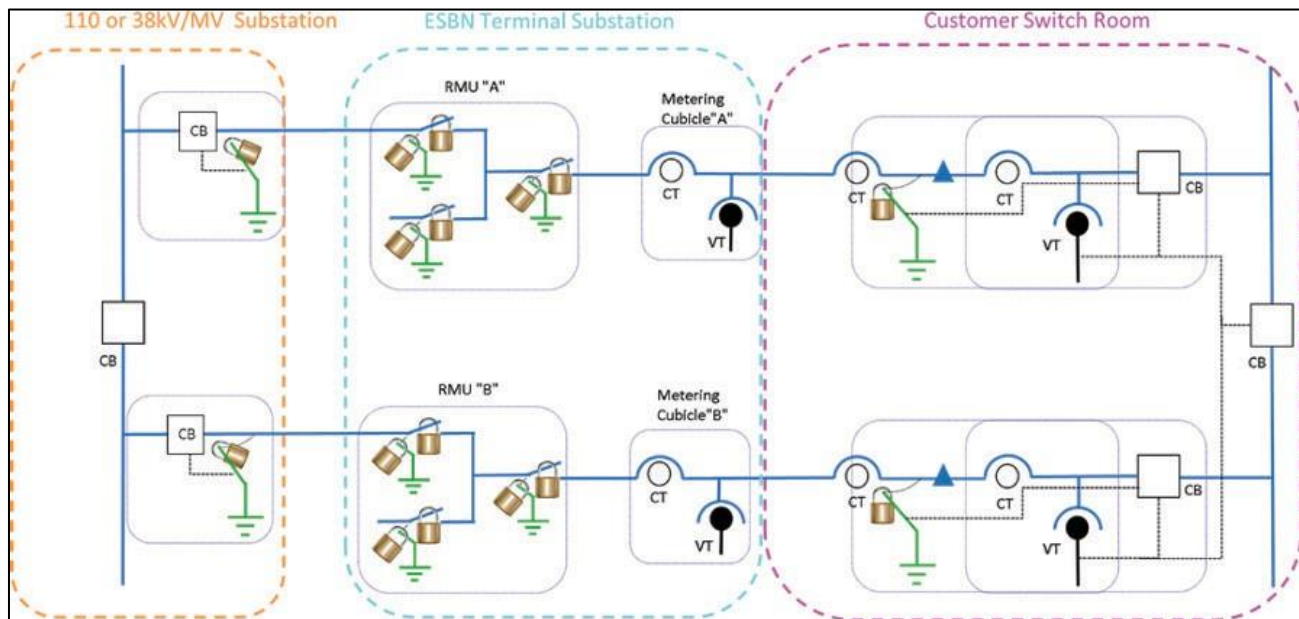 110 or 38kV/MV Substation
ESBN Terminal Substation
Customer Switch Room
RMU "A"
Metering
Cubicle"A"
CB
CT
VT
CT
CT
VT
CB
CB
CB
RMU "B"
Metering
Cubicle"B"
CB
CT
VT
CT
CT
VT
CB